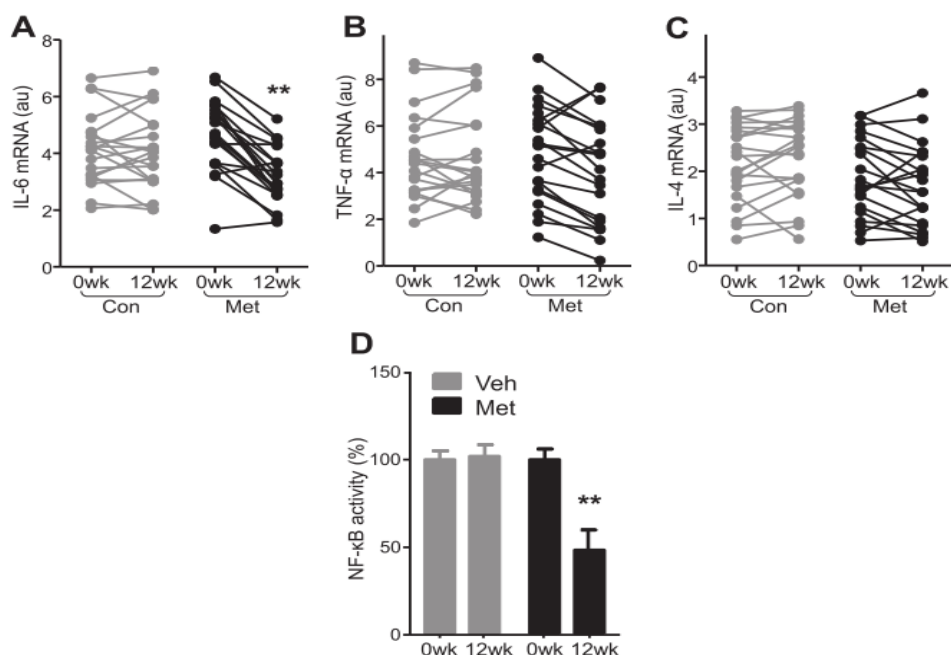 A
IL-6 mRNA (au)
8
6
4
2
0
**
0wk 12wk 0wk 12wk
Con Met
B
TNF-α mRNA (au)
8
6
4
2
0
0wk 12wk 0wk 12wk
Con Met
C
IL-4 mRNA (au)
4
3
2
1
0
0wk 12wk 0wk 12wk
Con Met
D
NF-κB activity (%)
150
100
50
0
Veh
Met
**
0wk 12wk 0wk 12wk